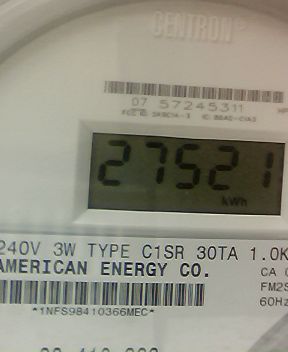 CENTRON®
07 57245311
27521
kWh
240V 3W TYPE C1SR 30TA 1.0K
AMERICAN ENERGY CO.
CA
FM2S
60Hz
*1NFS98410366MEC*